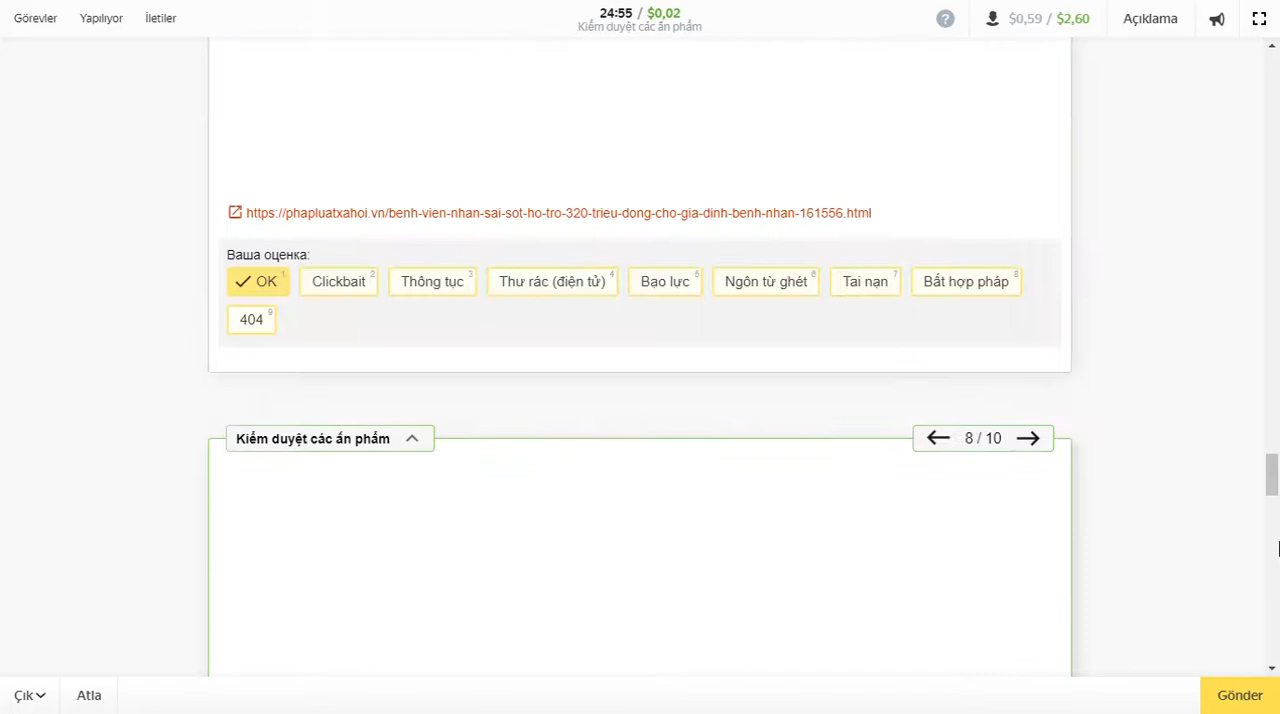 Görevler Yapılıyor İletiler 24:55 / $0,02 ? $0,59 / $2,60 Açıklama
Kiểm duyệt các ấn phẩm
https://phapluatxahoi.vn/benh-vien-nhan-sai-sot-ho-tro-320-trieu-dong-cho-gia-dinh-benh-nhan-161556.html
Ваша оценка:
OK 1 Clickbait 2 Thông tục 3 Thư rác (điện tử) 4 Bạo lực 5 Ngôn từ ghét 6 Tai nạn 7 Bất hợp pháp 8
404 9
Kiểm duyệt các ấn phẩm 8 / 10
Çık Atla Gönder